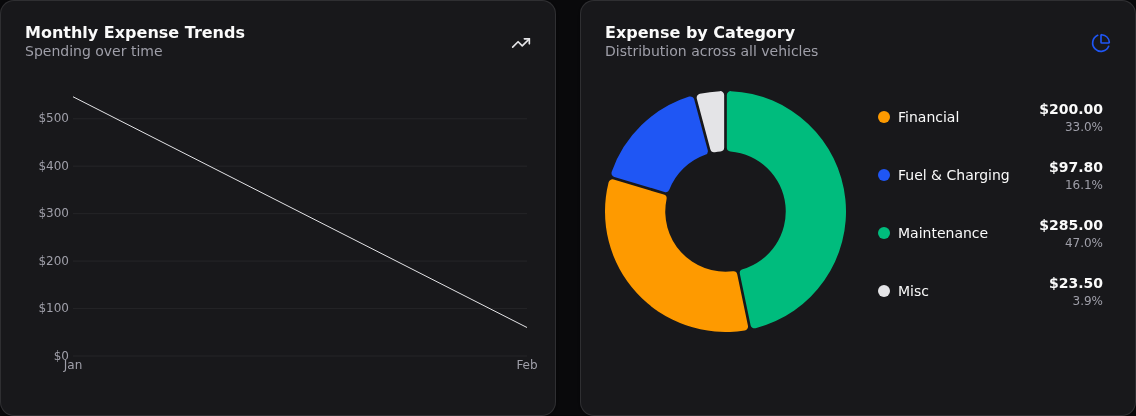 Monthly Expense Trends
Spending over time
$500
$400
$300
$200
$100
$0
Jan
Feb
Expense by Category
Distribution across all vehicles
Financial
$200.00
33.0%
Fuel & Charging
$97.80
16.1%
Maintenance
$285.00
47.0%
Misc
$23.50
3.9%